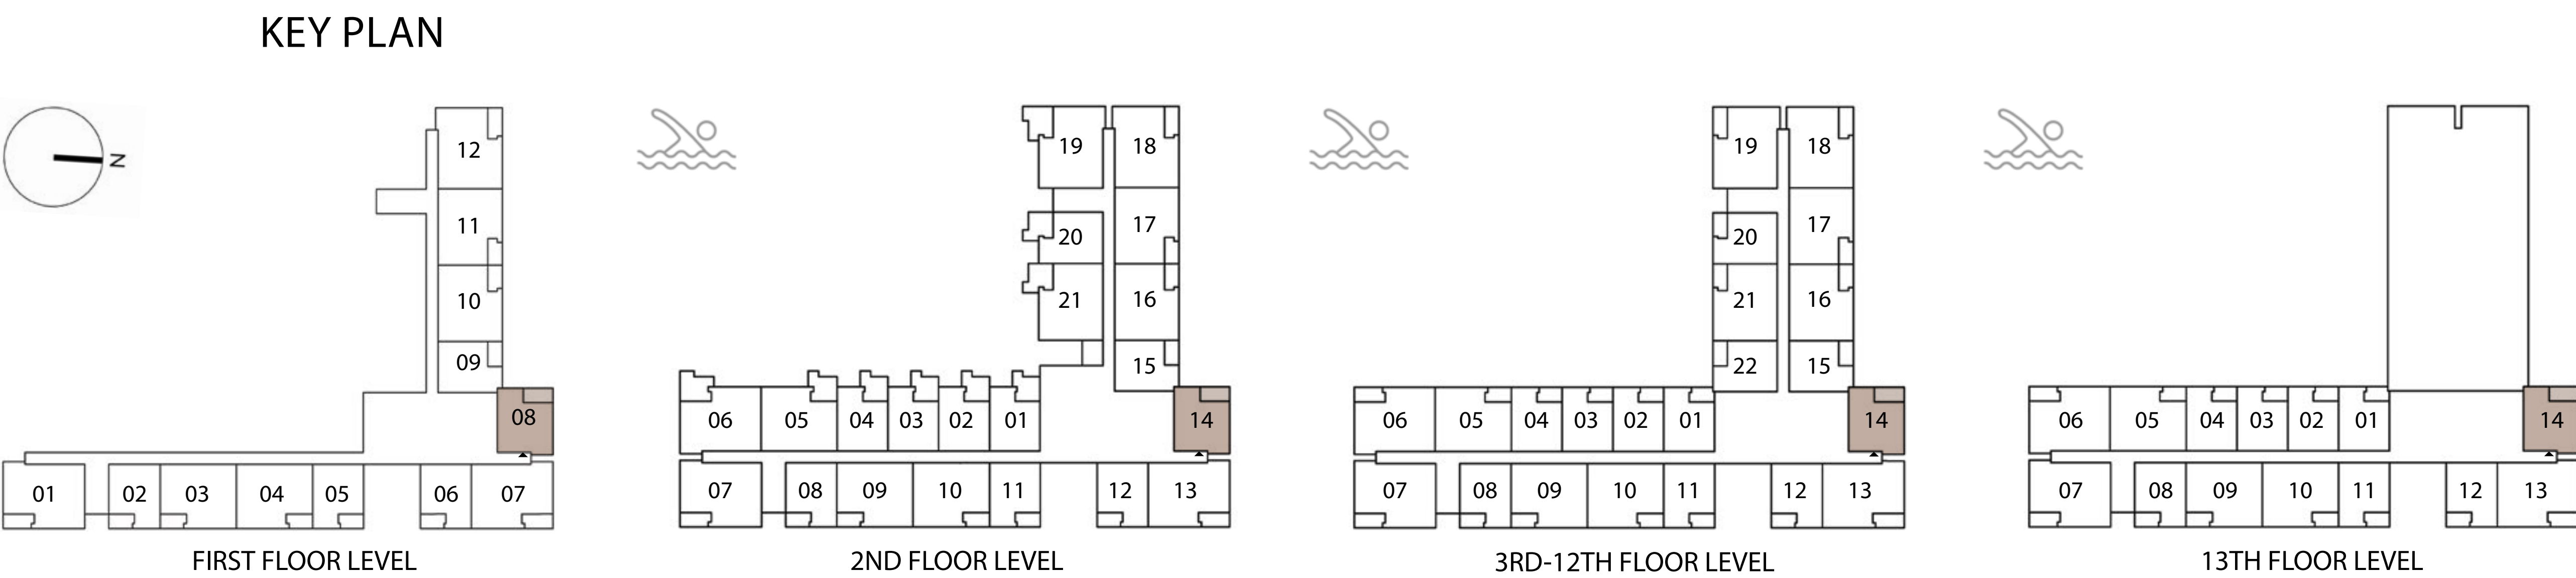 KEY PLAN
N
12
11
10
09
08
01 02 03 04 05 06 07
FIRST FLOOR LEVEL
19 18
17
20
21 16
15
06 05 04 03 02 01 14
07 08 09 10 11 12 13
2ND FLOOR LEVEL
19 18
17
20
21 16
22 15
06 05 04 03 02 01 14
07 08 09 10 11 12 13
3RD-12TH FLOOR LEVEL
06 05 04 03 02 01 14
07 08 09 10 11 12 13
13TH FLOOR LEVEL